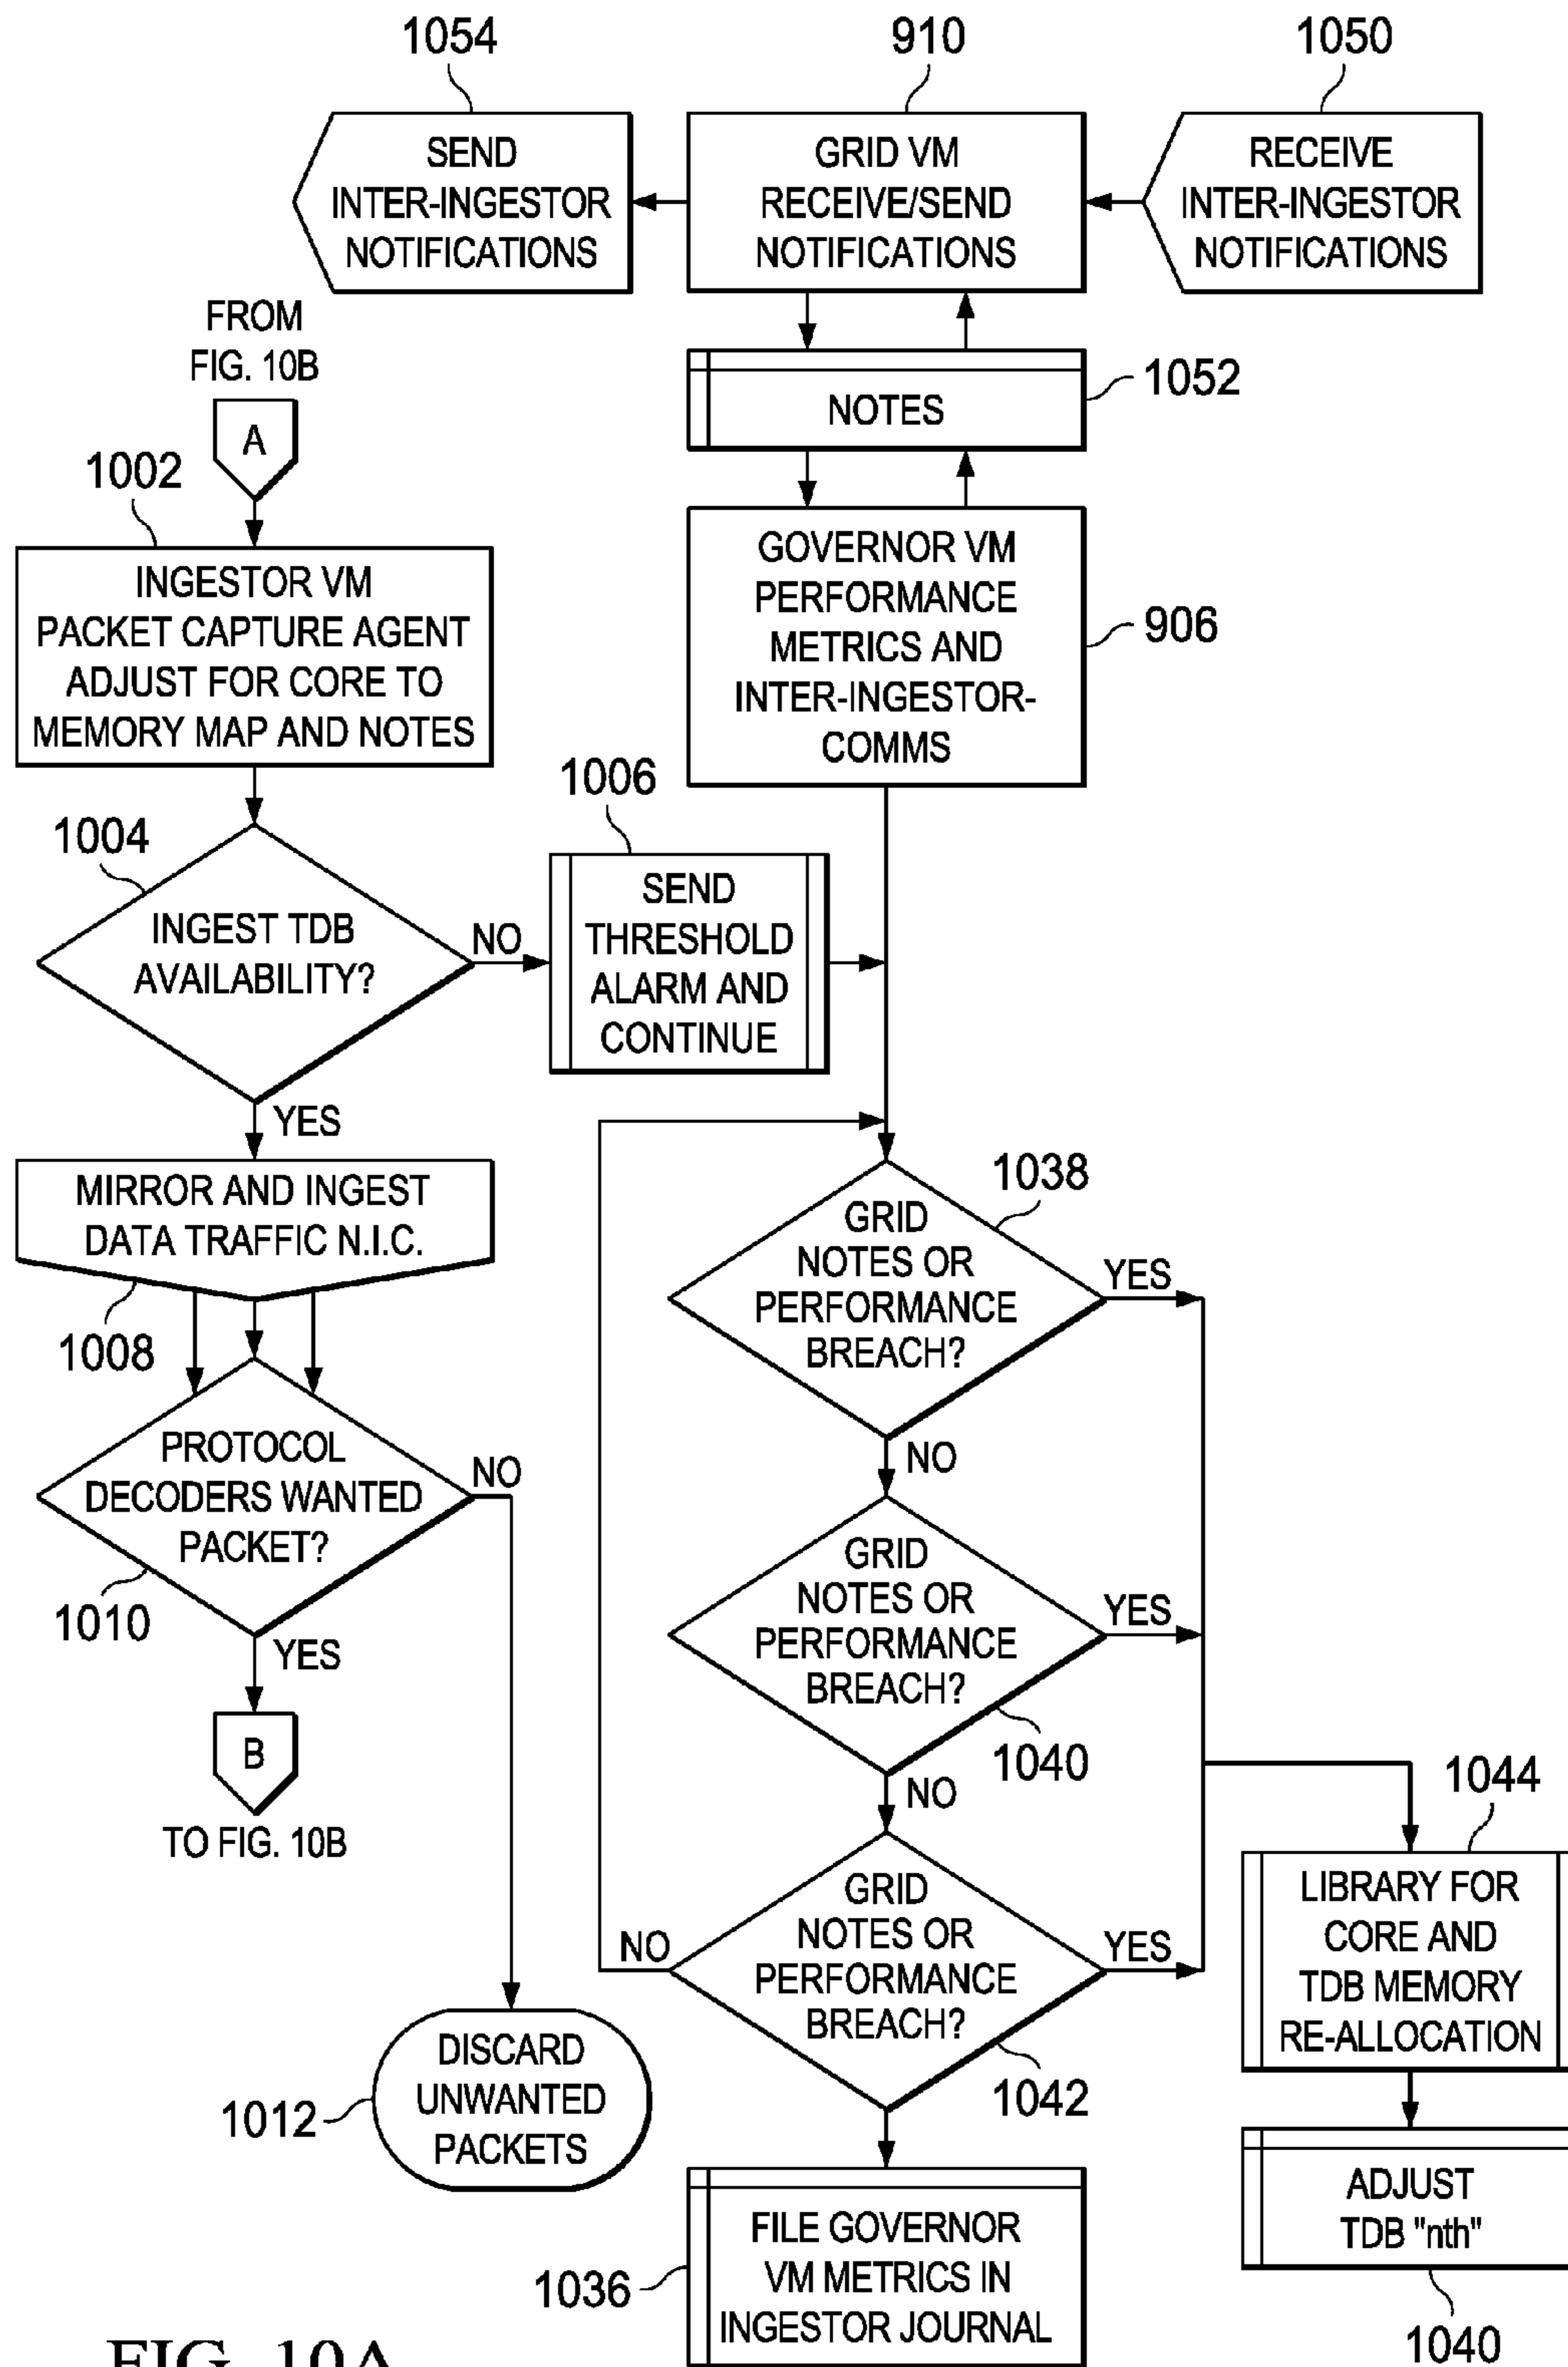 1054
910
1050
SEND
INTER-INGESTOR
NOTIFICATIONS
GRID VM
RECEIVE/SEND
NOTIFICATIONS
RECEIVE
INTER-INGESTOR
NOTIFICATIONS
FROM
FIG. 10B
A
NOTES
1052
1002
INGESTOR VM
PACKET CAPTURE AGENT
ADJUST FOR CORE TO
MEMORY MAP AND NOTES
GOVERNOR VM
PERFORMANCE
METRICS AND
INTER-INGESTOR-
COMMS
906
1004
INGEST TDB
AVAILABILITY?
NO
1006
SEND
THRESHOLD
ALARM AND
CONTINUE
YES
MIRROR AND INGEST
DATA TRAFFIC N.I.C.
1008
PROTOCOL
DECODERS WANTED
PACKET?
NO
1010
YES
B
TO FIG. 10B
DISCARD
UNWANTED
PACKETS
1012
1038
GRID
NOTES OR
PERFORMANCE
BREACH?
YES
NO
GRID
NOTES OR
PERFORMANCE
BREACH?
YES
1040
NO
GRID
NOTES OR
PERFORMANCE
BREACH?
NO
YES
1042
1044
LIBRARY FOR
CORE AND
TDB MEMORY
RE-ALLOCATION
ADJUST
TDB "nth"
1040
FILE GOVERNOR
VM METRICS IN
INGESTOR JOURNAL
1036
FIG. 10A